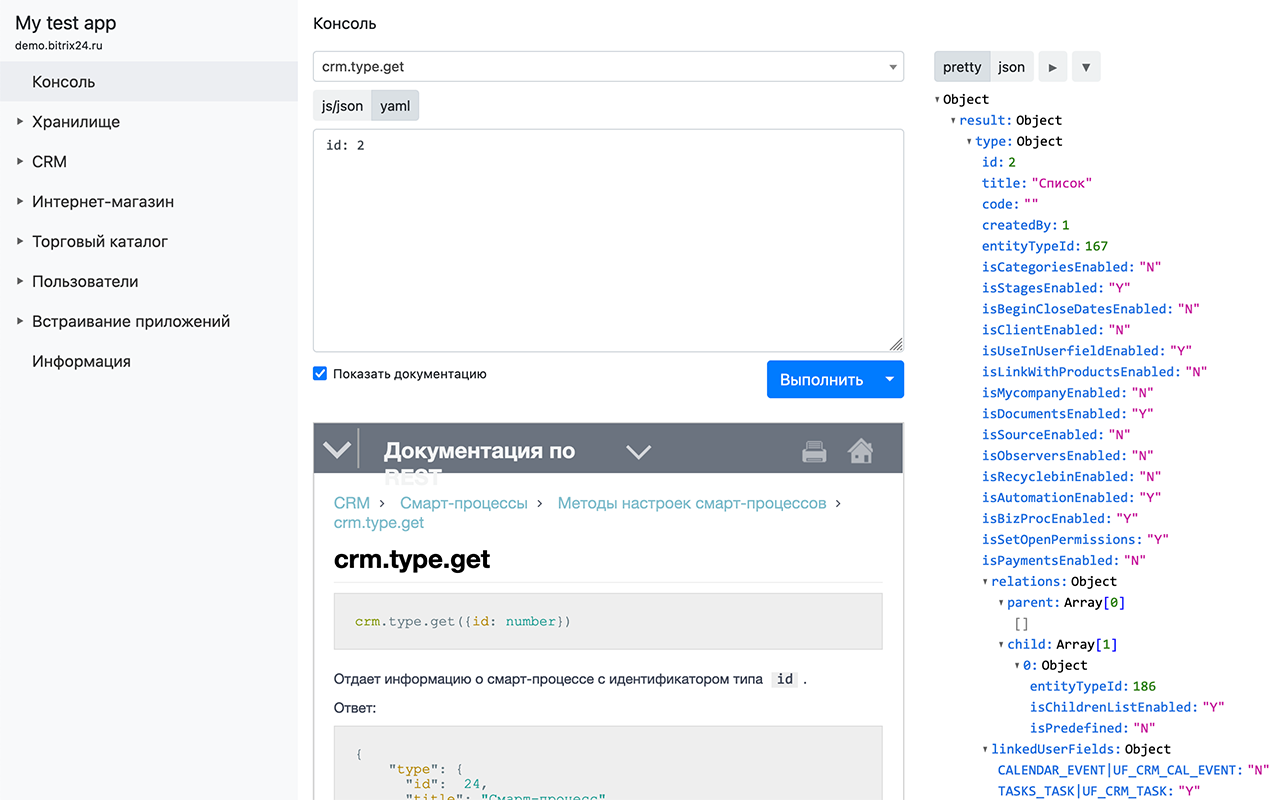 My test app
demo.bitrix24.ru
Консоль
Хранилище
CRM
Интернет-магазин
Торговый каталог
Пользователи
Встраивание приложений
Информация
Консоль
crm.type.get
js/json yaml
id: 2
Показать документацию
Выполнить
Документация по
REST
CRM › Смарт-процессы › Методы настроек смарт-процессов ›
crm.type.get
crm.type.get
crm.type.get({id: number})
Отдает информацию о смарт-процессе с идентификатором типа id .
Ответ:
{
"type": {
"id": 24,
"title": "Смарт-процесс"
pretty json
Object
result: Object
type: Object
id: 2
title: "Список"
code: ""
createdBy: 1
entityTypeId: 167
isCategoriesEnabled: "N"
isStagesEnabled: "Y"
isBeginCloseDatesEnabled: "N"
isClientEnabled: "N"
isUseInUserfieldEnabled: "Y"
isLinkWithProductsEnabled: "N"
isMycompanyEnabled: "N"
isDocumentsEnabled: "Y"
isSourceEnabled: "N"
isObserversEnabled: "N"
isRecyclebinEnabled: "N"
isAutomationEnabled: "Y"
isBizProcEnabled: "Y"
isSetOpenPermissions: "Y"
isPaymentsEnabled: "N"
relations: Object
parent: Array[0]
[]
child: Array[1]
0: Object
entityTypeId: 186
isChildrenListEnabled: "Y"
isPredefined: "N"
linkedUserFields: Object
CALENDAR_EVENT|UF_CRM_CAL_EVENT: "N"
TASKS_TASK|UF_CRM_TASK: "Y"